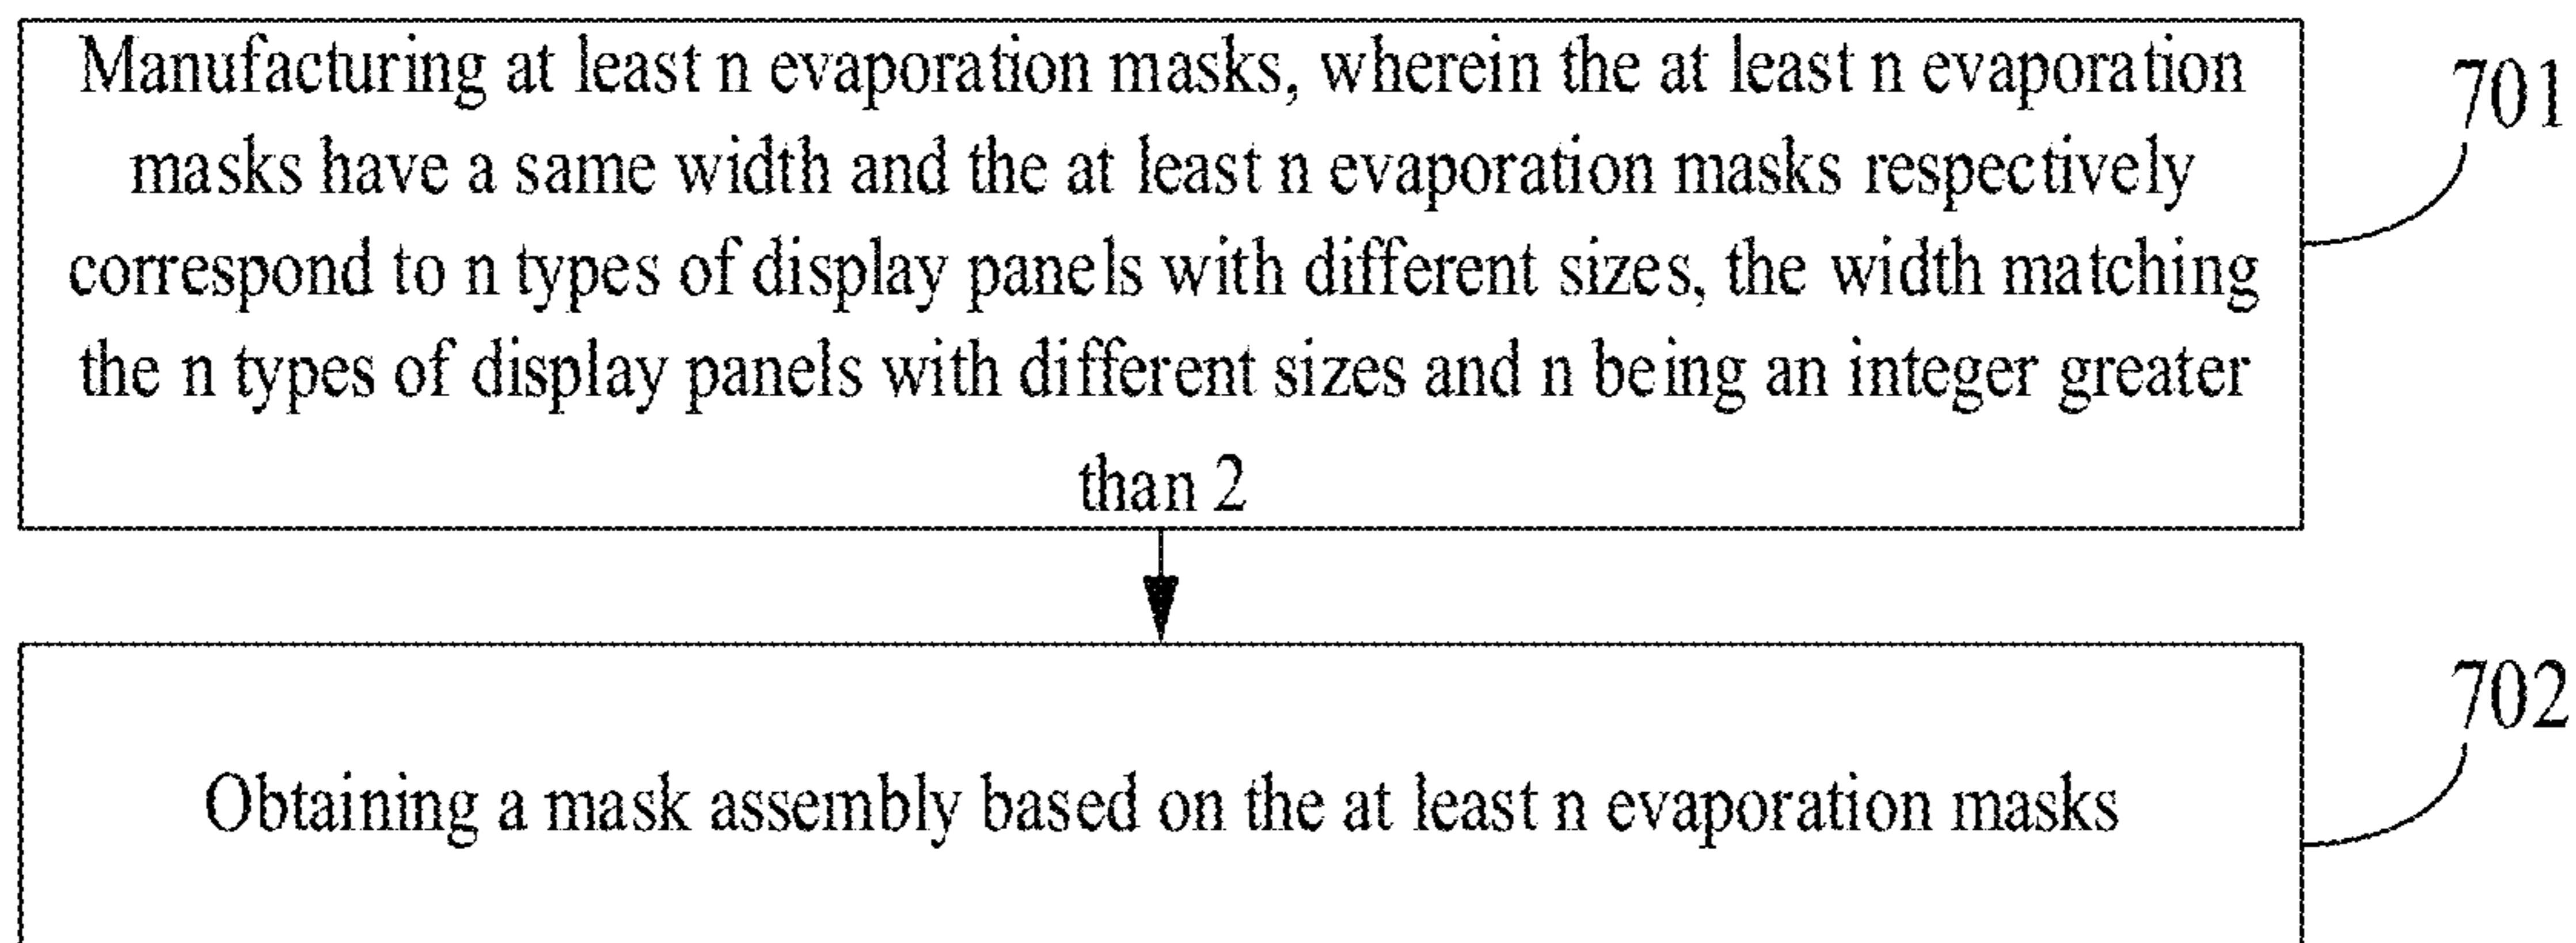 Manufacturing at least n evaporation masks, wherein the at least n evaporation
masks have a same width and the at least n evaporation masks respectively
correspond to n types of display panels with different sizes, the width matching
the n types of display panels with different sizes and n being an integer greater
than 2
701
Obtaining a mask assembly based on the at least n evaporation masks
702